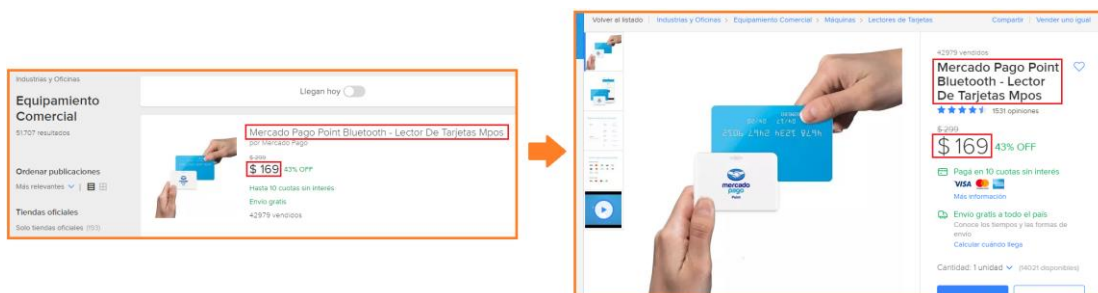 Industrias y Oficinas
Equipamiento
Comercial
51.707 resultados
Ordenar publicaciones
Más relevantes
Tiendas oficiales
Solo tiendas oficiales (153)
Llegan hoy
Mercado Pago Point Bluetooth - Lector De Tarjetas Mpos
por Mercado Pago
$ 299
$ 169 43% OFF
Hasta 10 cuotas sin interés
Envío gratis
42979 vendidos
Volver al listado | Industrias y Oficinas > Equipamiento Comercial > Máquinas > Lectores de Tarjetas
Compartir | Vender uno igual
mercado
pago
Point
42979 vendidos
Mercado Pago Point
Bluetooth - Lector
De Tarjetas Mpos
1531 opiniones
$ 299
$ 169 43% OFF
Pagá en 10 cuotas sin interés
VISA
Más información
Envío gratis a todo el país
Conoce los tiempos y las formas de
envío.
Calcular cuándo llega
Cantidad: 1 unidad (14021 disponibles)